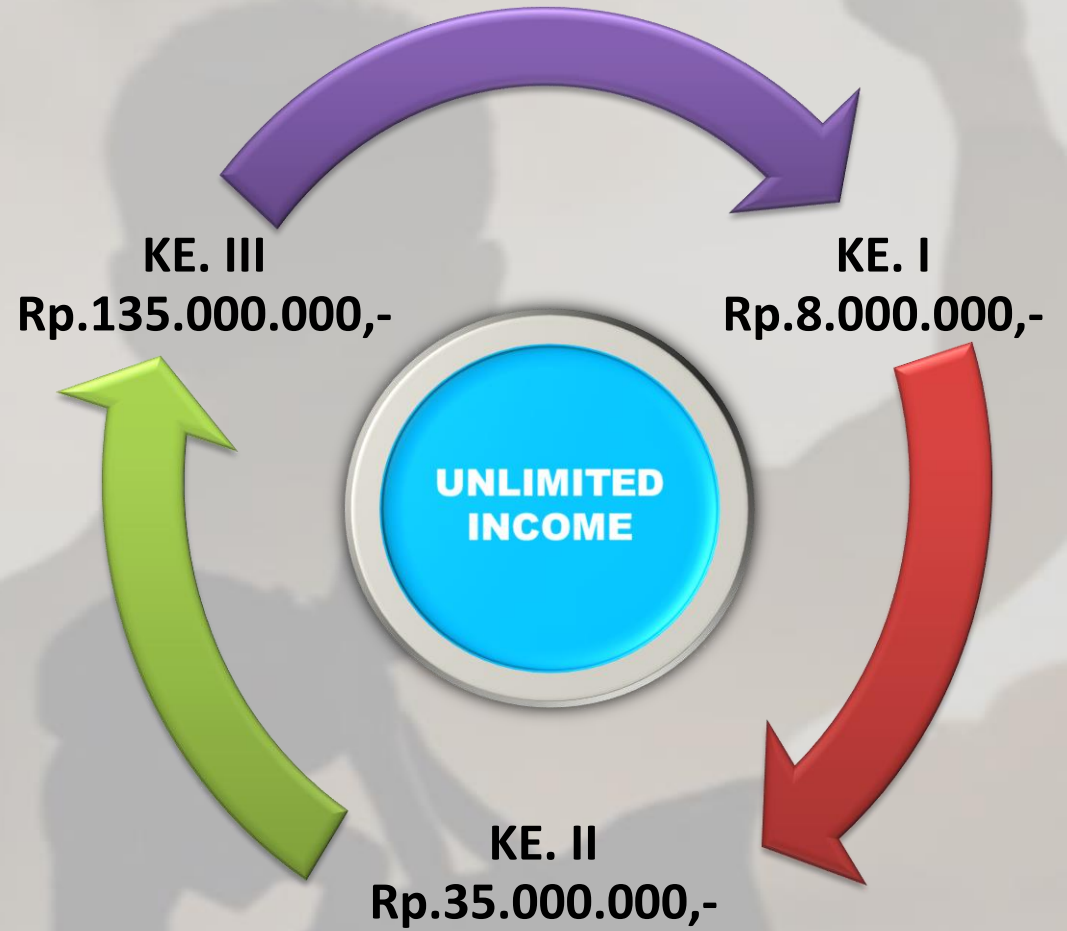 KE. III
Rp.135.000.000,-
KE. I
Rp.8.000.000,-
UNLIMITED
INCOME
KE. II
Rp.35.000.000,-